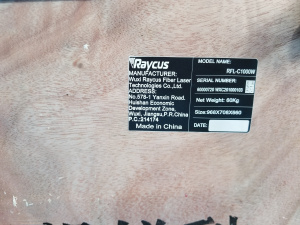 Raycus
MANUFACTURER:
Wuxi Raycus Fiber Laser
Technologies Co.,Ltd.
ADDRESS:
No.578-1 Yanxin Road.
Huishan Economic
Development Zone,
Wuxi, Jiangsu,P.R.China
P.C.:214174
Made in China
MODEL NAME:
RFL-C1000W
SERIAL NUMBER:
Net Weight: 60Kg